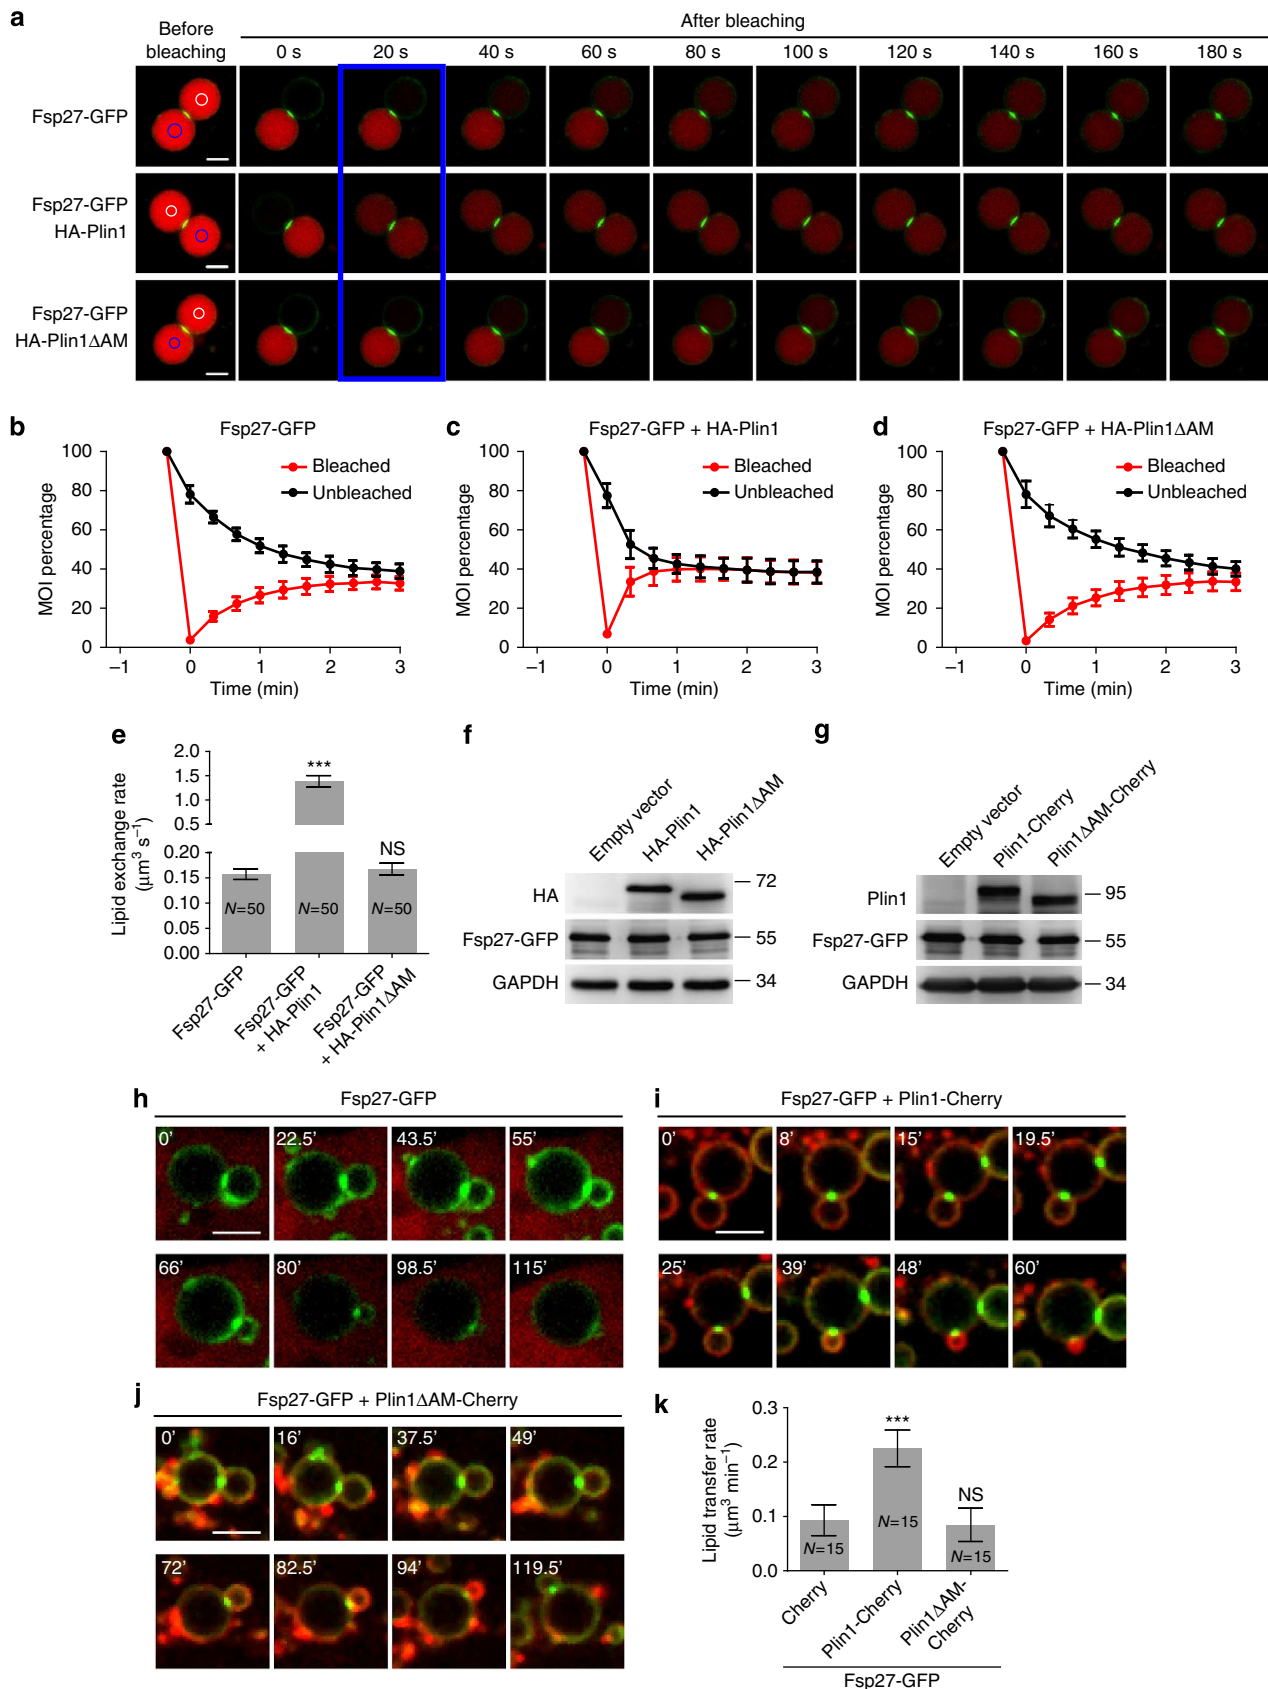 a
Before bleaching
After bleaching
0 s 20 s 40 s 60 s 80 s 100 s 120 s 140 s 160 s 180 s
Fsp27-GFP
Fsp27-GFP
HA-Plin1
Fsp27-GFP
HA-Plin1ΔAM
b
Fsp27-GFP
MOI percentage
100
80
60
40
20
0
Bleached
Unbleached
–1 0 1 2 3
Time (min)
c
Fsp27-GFP + HA-Plin1
MOI percentage
100
80
60
40
20
0
Bleached
Unbleached
–1 0 1 2 3
Time (min)
d
Fsp27-GFP + HA-Plin1ΔAM
MOI percentage
100
80
60
40
20
0
Bleached
Unbleached
–1 0 1 2 3
Time (min)
e
Lipid exchange rate
(μm³ s⁻¹)
2.0
1.5
1.0
0.5
0.20
0.15
0.10
0.05
0.00
***
NS
N=50 N=50 N=50
Fsp27-GFP
Fsp27-GFP
+ HA-Plin1
Fsp27-GFP
+ HA-Plin1ΔAM
f
Empty vector
HA-Plin1
HA-Plin1ΔAM
HA
72
Fsp27-GFP
55
GAPDH
34
g
Empty vector
Plin1-Cherry
Plin1ΔAM-Cherry
Plin1
95
Fsp27-GFP
55
GAPDH
34
h
Fsp27-GFP
0' 22.5' 43.5' 55'
66' 80' 98.5' 115'
i
Fsp27-GFP + Plin1-Cherry
0' 8' 15' 19.5'
25' 39' 48' 60'
j
Fsp27-GFP + Plin1ΔAM-Cherry
0' 16' 37.5' 49'
72' 82.5' 94' 119.5'
k
Lipid transfer rate
(μm³ min⁻¹)
0.3
0.2
0.1
0.0
***
NS
N=15 N=15 N=15
Cherry
Plin1-Cherry
Plin1ΔAM-
Cherry
Fsp27-GFP